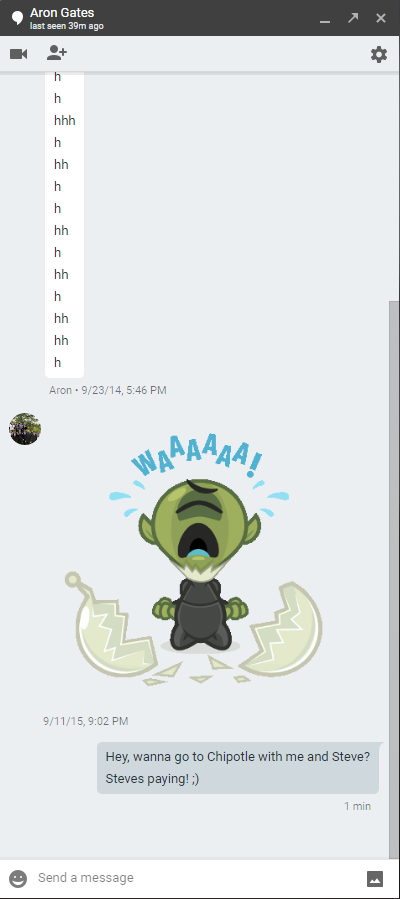 Aron Gates
last seen 39m ago
h
h
hhh
h
hh
h
h
hh
h
hh
h
hh
hh
h
Aron • 9/23/14, 5:46 PM
WAAAAAA!
9/11/15, 9:02 PM
Hey, wanna go to Chipotle with me and Steve?
Steves paying! ;)
1 min
Send a message